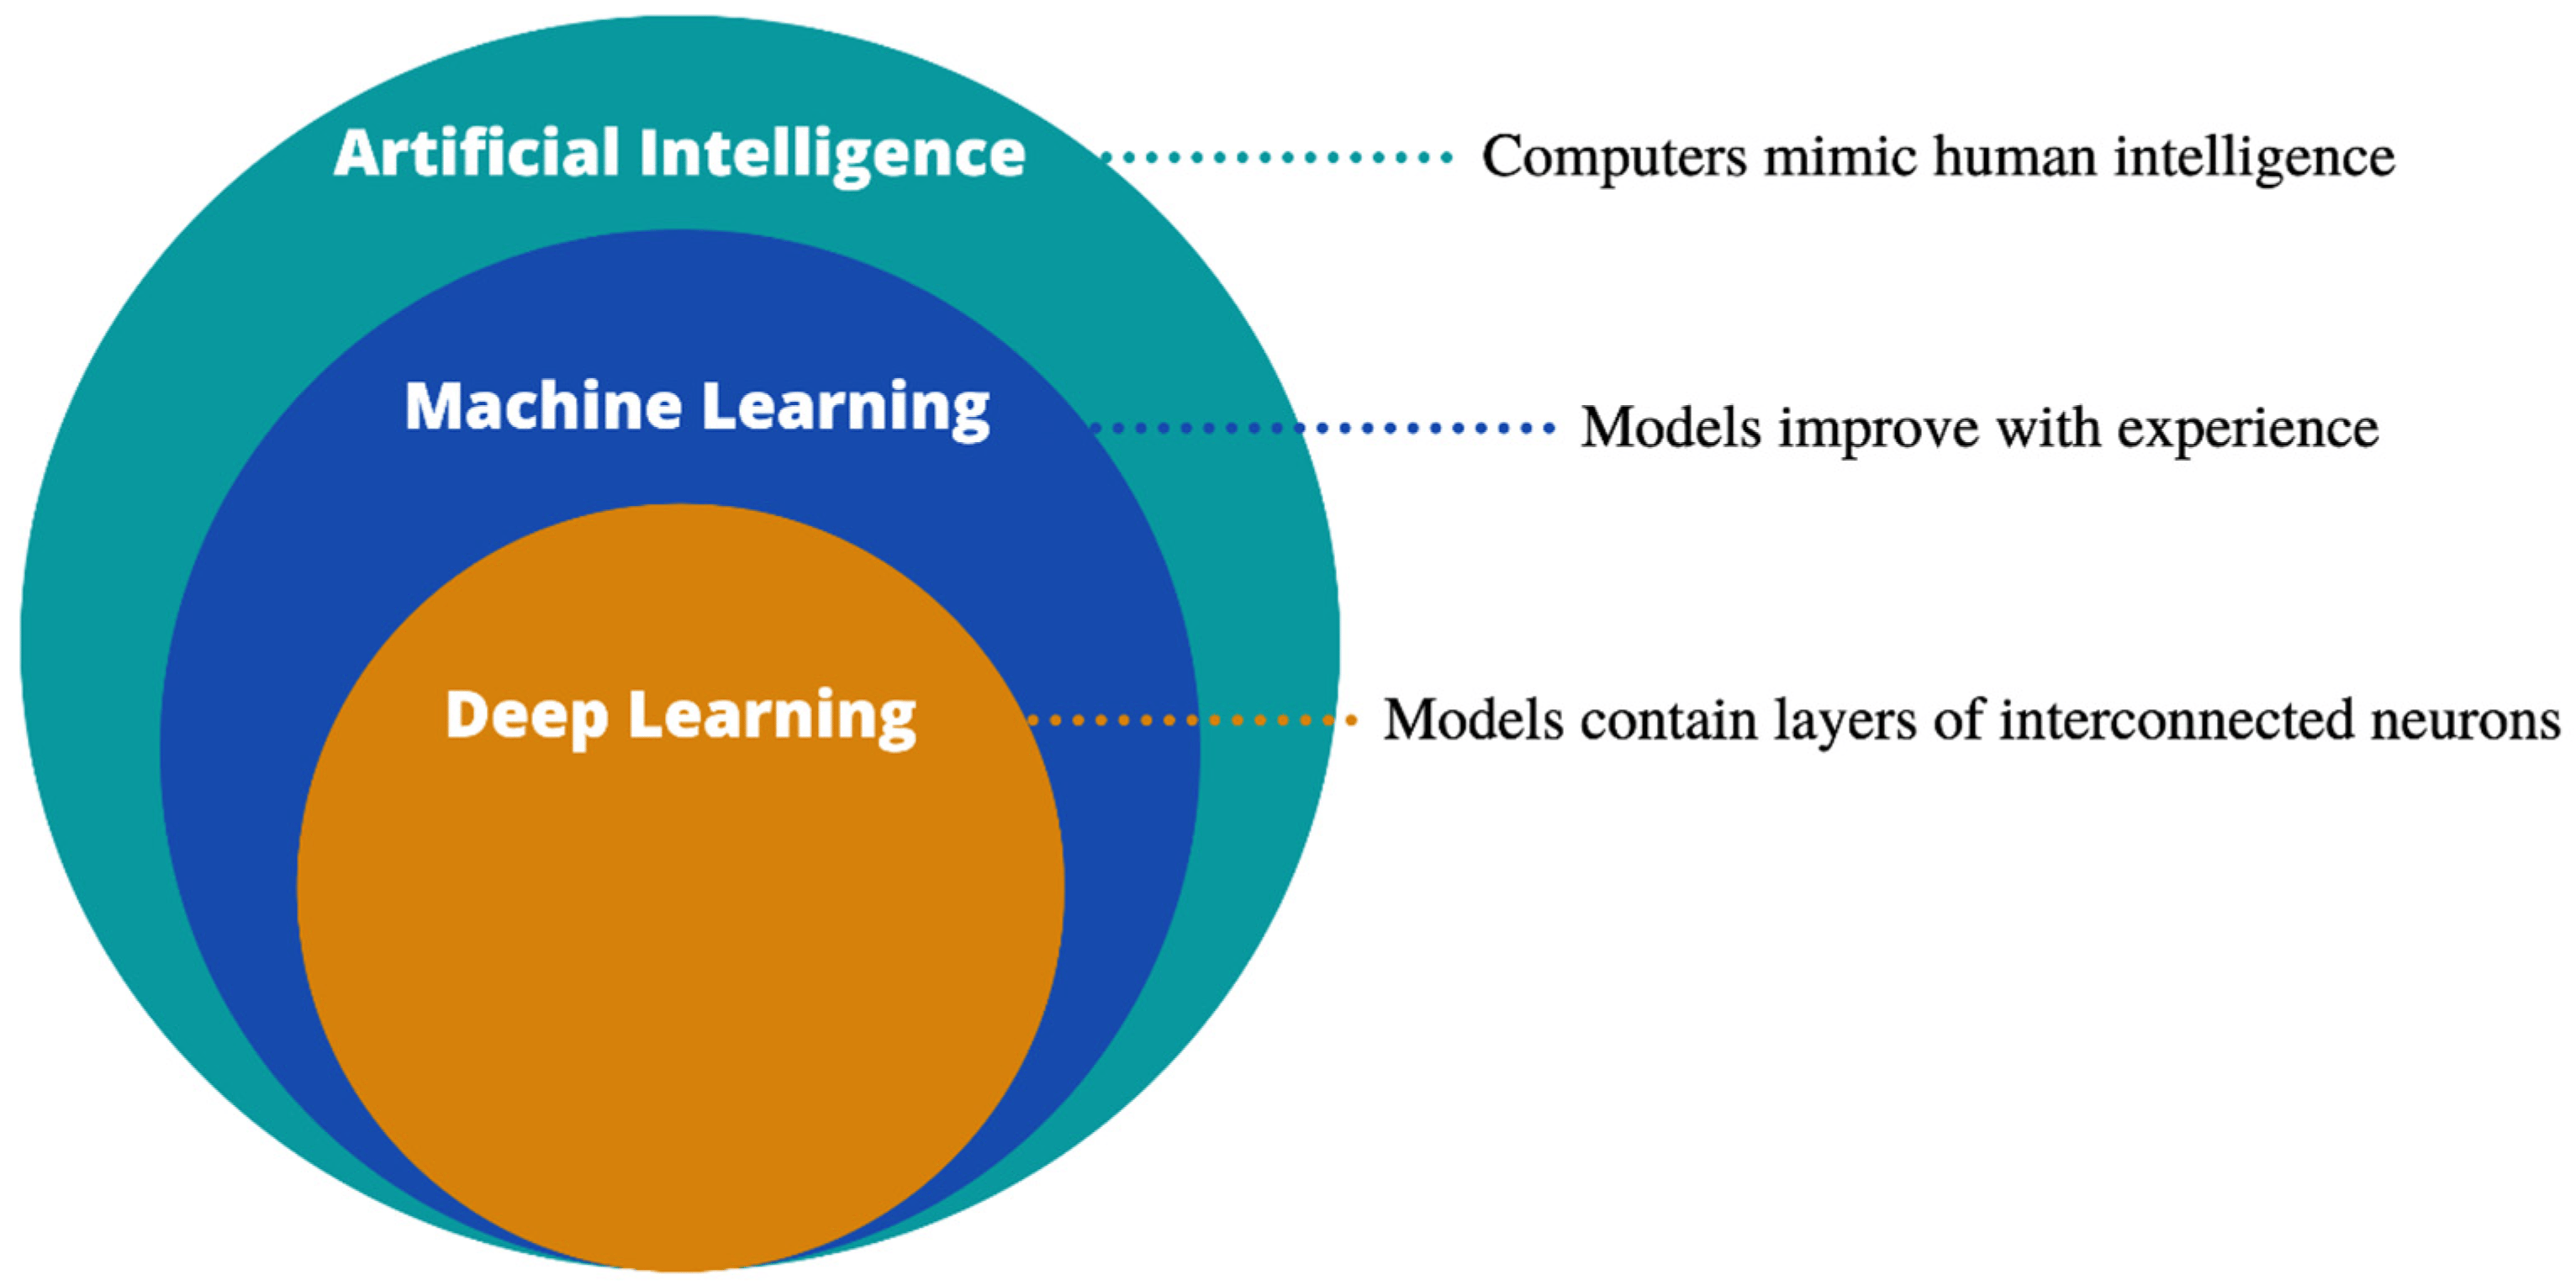 Artificial Intelligence
Computers mimic human intelligence
Machine Learning
Models improve with experience
Deep Learning
Models contain layers of interconnected neurons